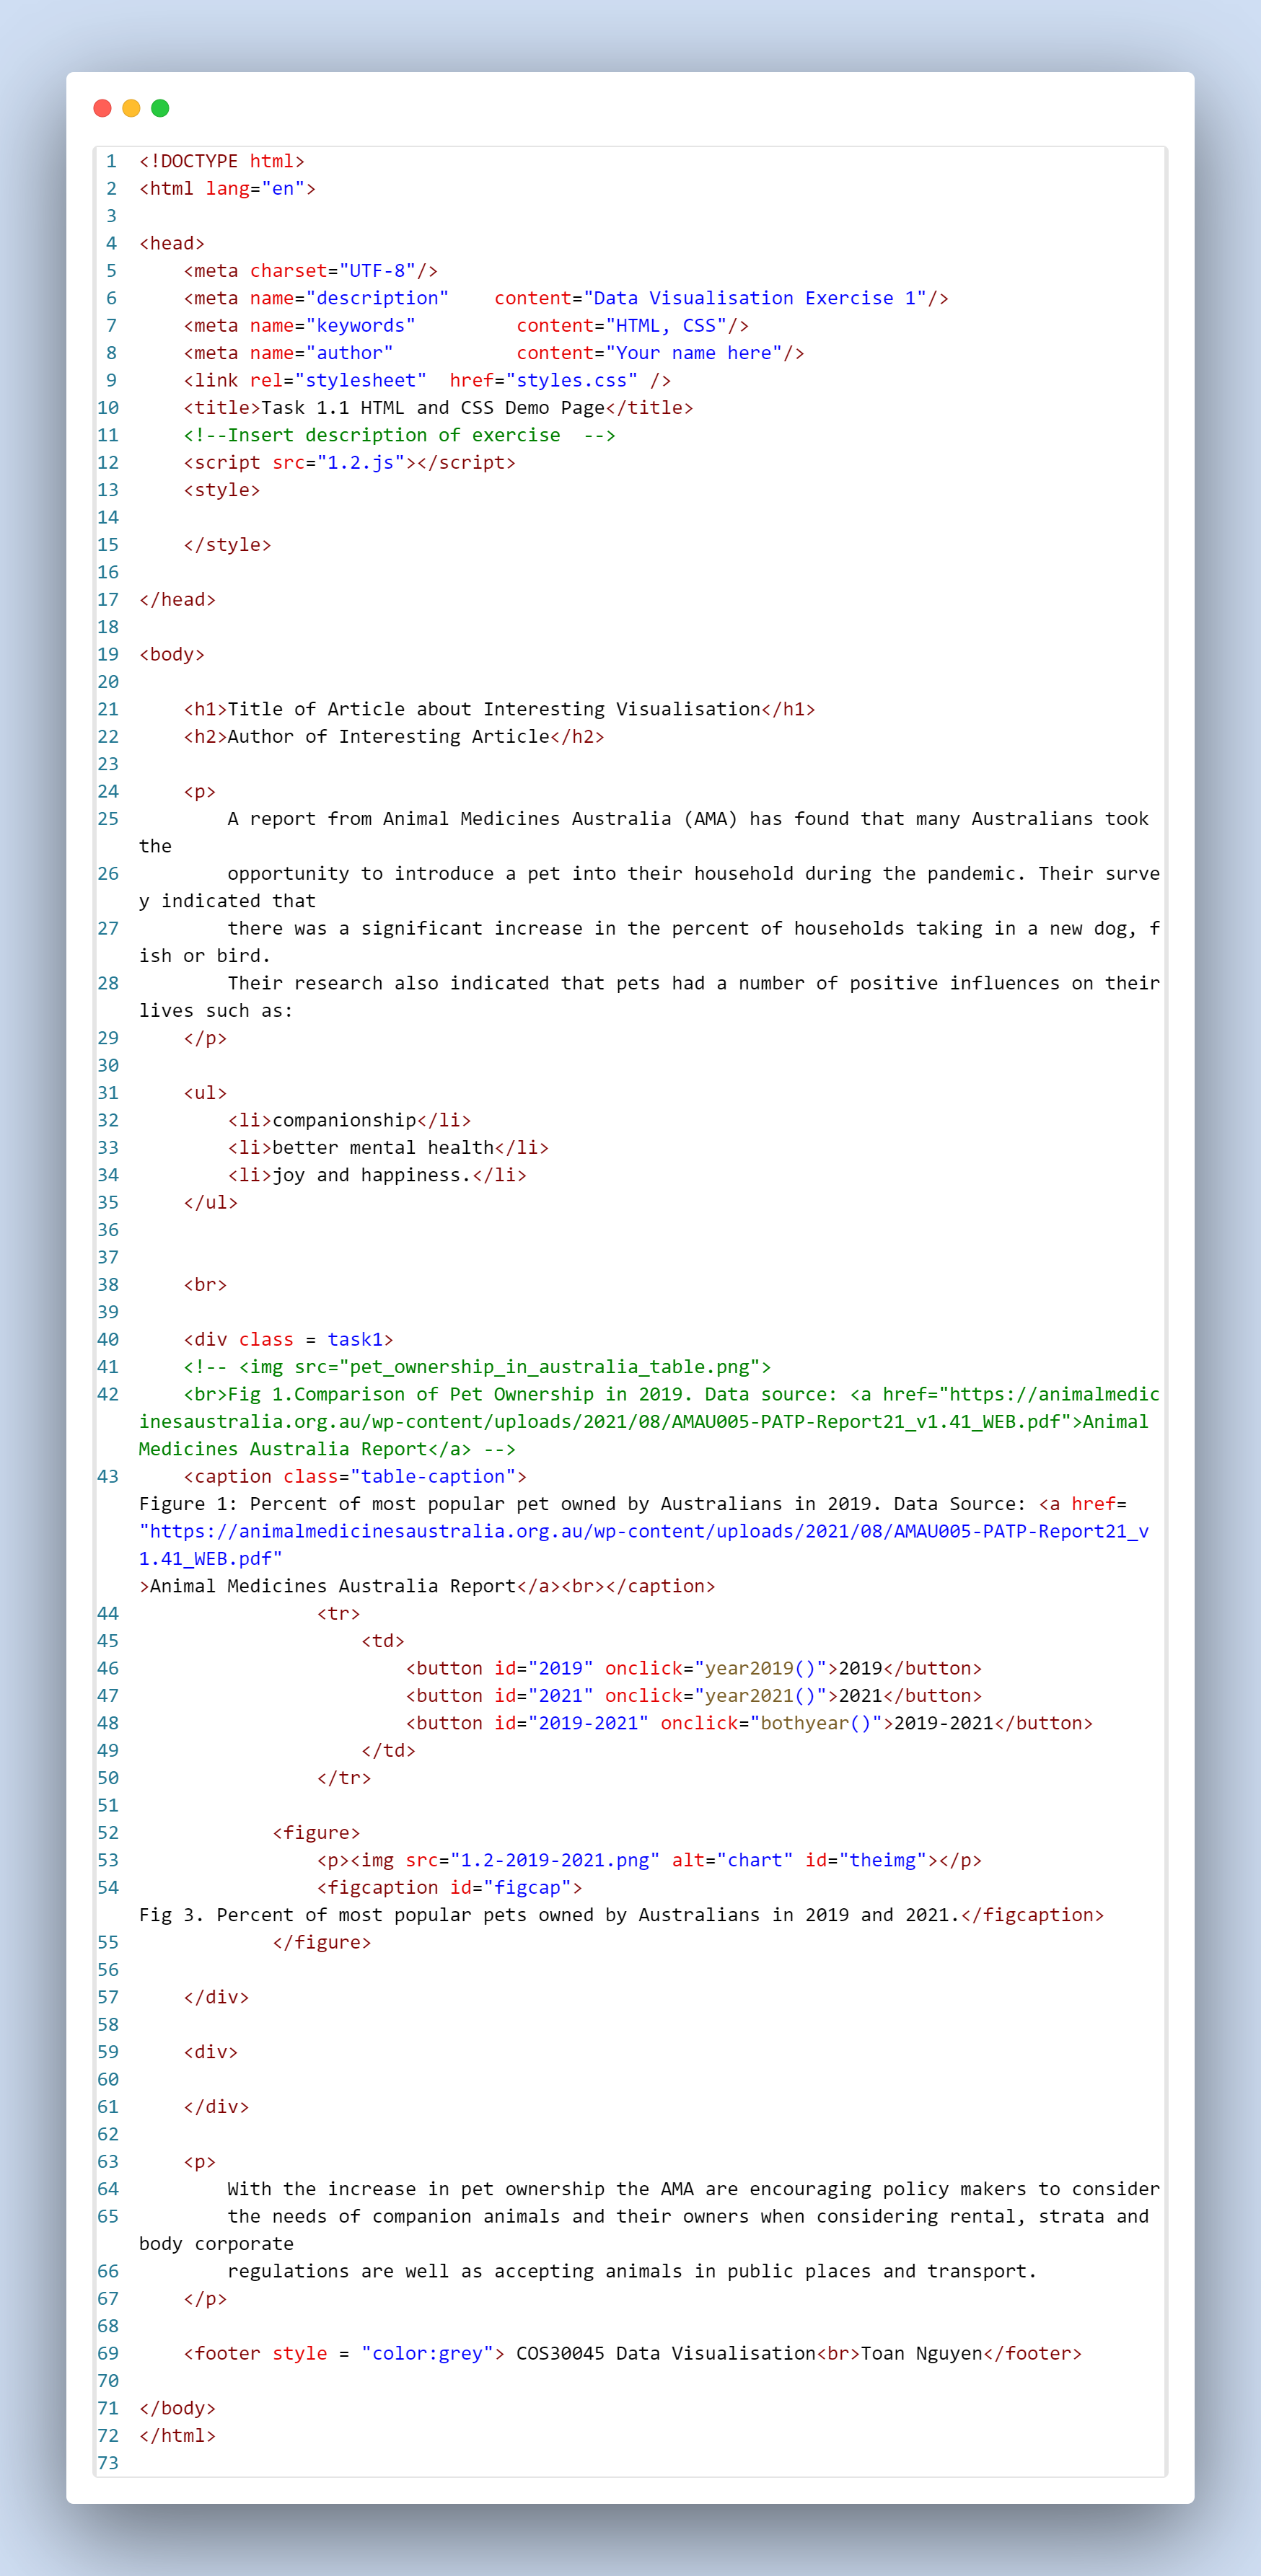 1 <!DOCTYPE html>
2 <html lang="en">
3
4 <head>
5     <meta charset="UTF-8"/>
6     <meta name="description"    content="Data Visualisation Exercise 1"/>
7     <meta name="keywords"         content="HTML, CSS"/>
8     <meta name="author"           content="Your name here"/>
9     <link rel="stylesheet"  href="styles.css" />
10     <title>Task 1.1 HTML and CSS Demo Page</title>
11     <!--Insert description of exercise  -->
12     <script src="1.2.js"></script>
13     <style>
14
15     </style>
16
17 </head>
18
19 <body>
20
21     <h1>Title of Article about Interesting Visualisation</h1>
22     <h2>Author of Interesting Article</h2>
23
24     <p>
25         A report from Animal Medicines Australia (AMA) has found that many Australians took
the
26         opportunity to introduce a pet into their household during the pandemic. Their surve
y indicated that
27         there was a significant increase in the percent of households taking in a new dog, f
ish or bird.
28         Their research also indicated that pets had a number of positive influences on their
lives such as:
29     </p>
30
31     <ul>
32         <li>companionship</li>
33         <li>better mental health</li>
34         <li>joy and happiness.</li>
35     </ul>
36
37
38     <br>
39
40     <div class = task1>
41     <!-- <img src="pet_ownership_in_australia_table.png">
42     <br>Fig 1.Comparison of Pet Ownership in 2019. Data source: <a href="https://animalmedic
inesaustralia.org.au/wp-content/uploads/2021/08/AMAU005-PATP-Report21_v1.41_WEB.pdf">Animal
Medicines Australia Report</a> -->
43     <caption class="table-caption">
Figure 1: Percent of most popular pet owned by Australians in 2019. Data Source: <a href=
"https://animalmedicinesaustralia.org.au/wp-content/uploads/2021/08/AMAU005-PATP-Report21_v
1.41_WEB.pdf"
>Animal Medicines Australia Report</a><br></caption>
44                 <tr>
45                     <td>
46                         <button id="2019" onclick="year2019()">2019</button>
47                         <button id="2021" onclick="year2021()">2021</button>
48                         <button id="2019-2021" onclick="bothyear()">2019-2021</button>
49                     </td>
50                 </tr>
51
52             <figure>
53                 <p><img src="1.2-2019-2021.png" alt="chart" id="theimg"></p>
54                 <figcaption id="figcap">
Fig 3. Percent of most popular pets owned by Australians in 2019 and 2021.</figcaption>
55             </figure>
56
57     </div>
58
59     <div>
60
61     </div>
62
63     <p>
64         With the increase in pet ownership the AMA are encouraging policy makers to consider
65         the needs of companion animals and their owners when considering rental, strata and
body corporate
66         regulations are well as accepting animals in public places and transport.
67     </p>
68
69     <footer style = "color:grey"> COS30045 Data Visualisation<br>Toan Nguyen</footer>
70
71 </body>
72 </html>
73